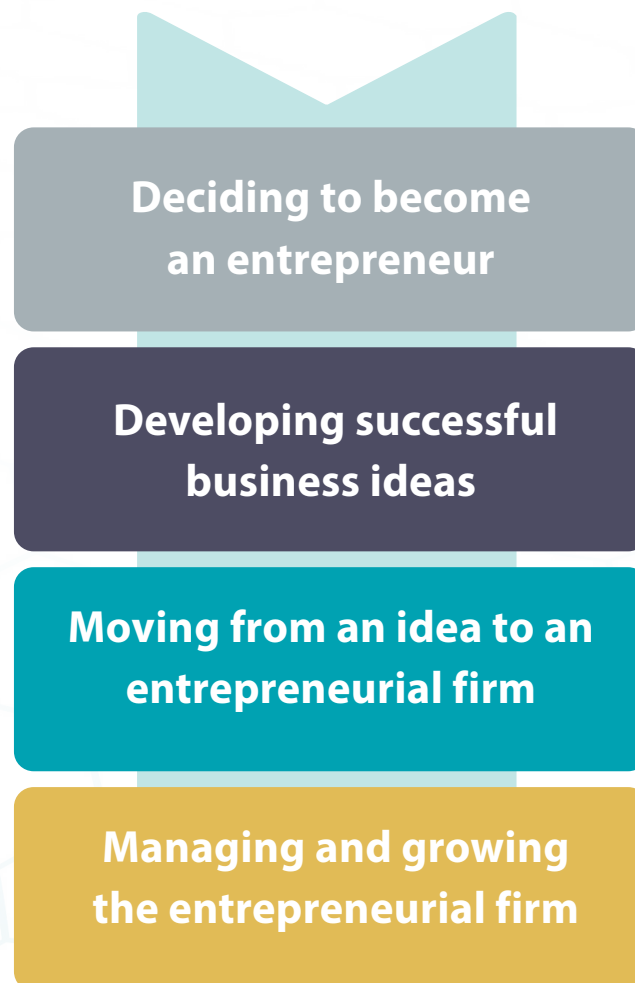 Deciding to become
an entrepreneur
Developing successful
business ideas
Moving from an idea to an
entrepreneurial firm
Managing and growing
the entrepreneurial firm